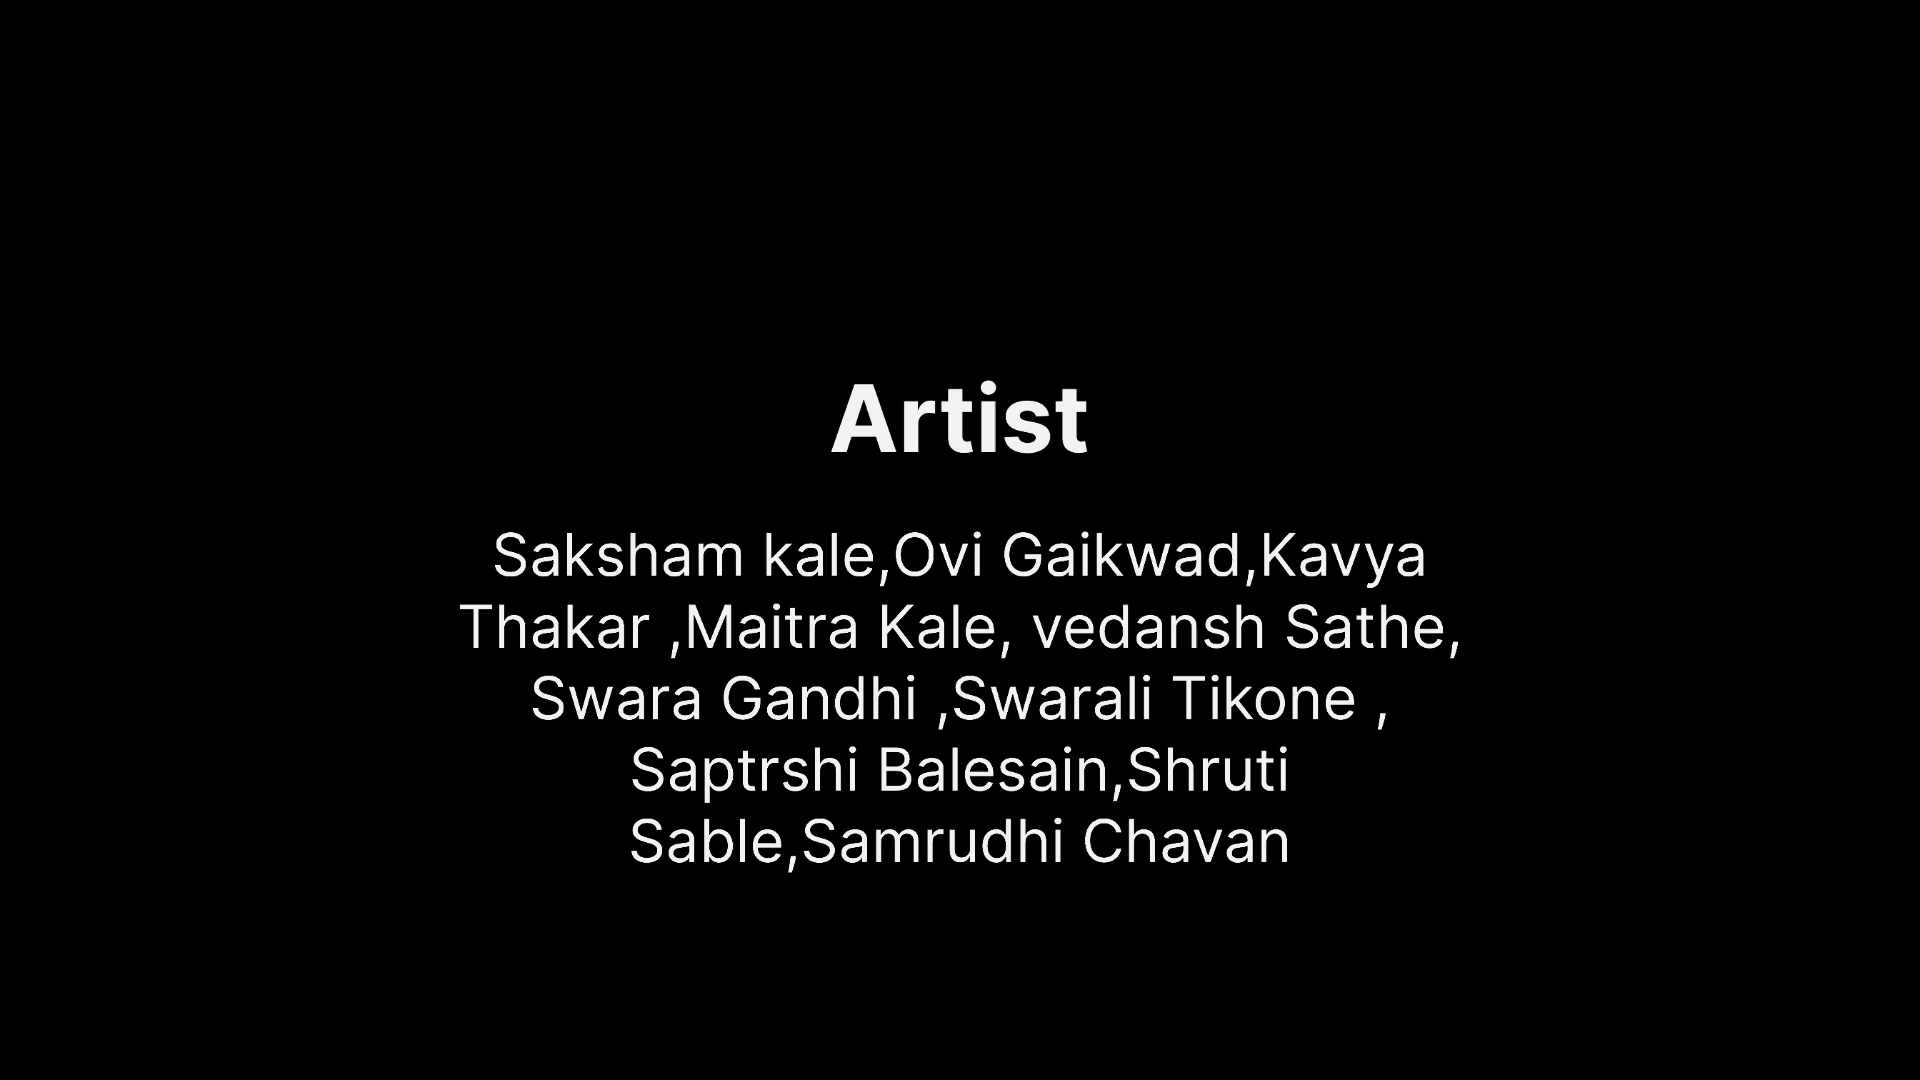 Artist
Saksham kale,Ovi Gaikwad,Kavya
Thakar ,Maitra Kale, vedansh Sathe,
Swara Gandhi ,Swarali Tikone ,
Saptrshi Balesain,Shruti
Sable,Samrudhi Chavan